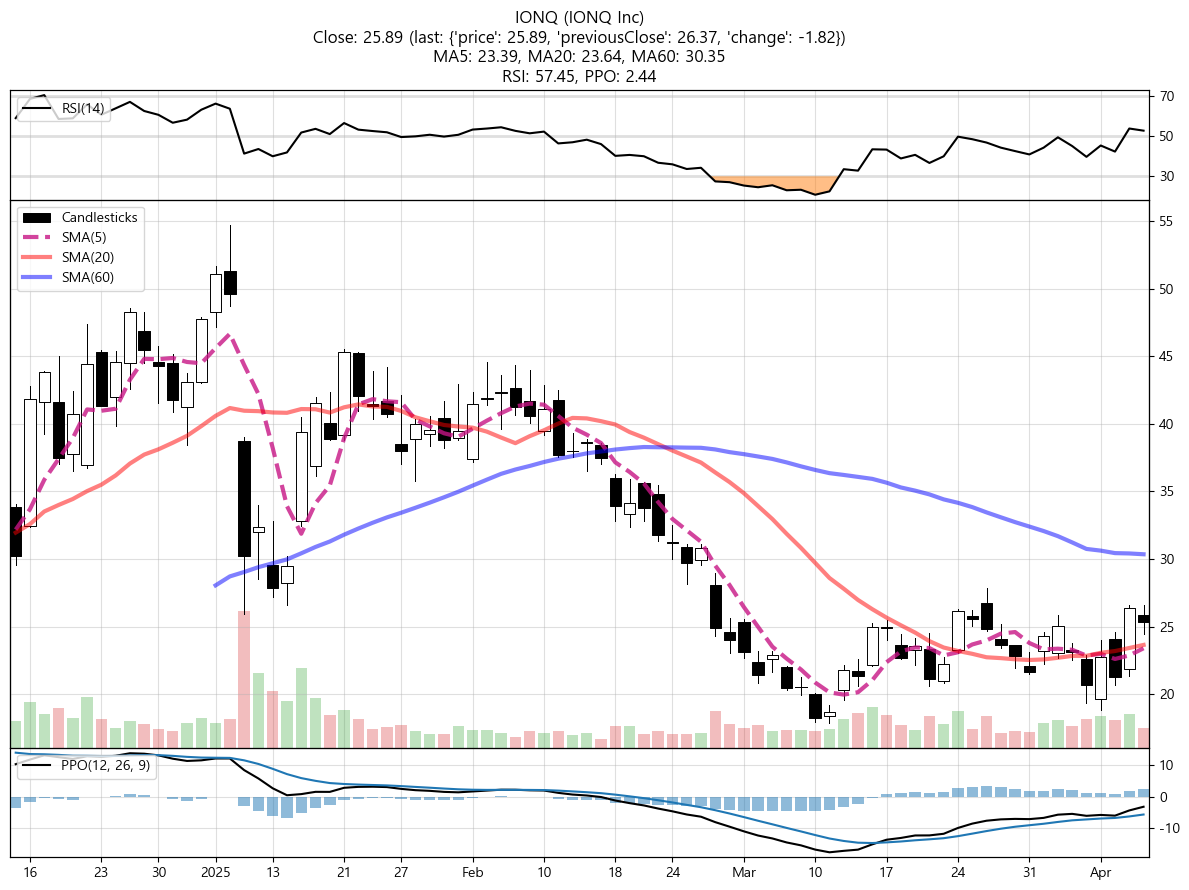 IONQ (IONQ Inc)
Close: 25.89 (last: {'price': 25.89, 'previousClose': 26.37, 'change': -1.82})
MA5: 23.39, MA20: 23.64, MA60: 30.35
RSI: 57.45, PPO: 2.44
RSI(14)
70
50
30
Candlesticks
SMA(5)
SMA(20)
SMA(60)
55
50
45
40
35
30
25
20
PPO(12, 26, 9)
10
0
-10
16 23 30 2025 13 21 27 Feb 10 18 24 Mar 10 17 24 31 Apr